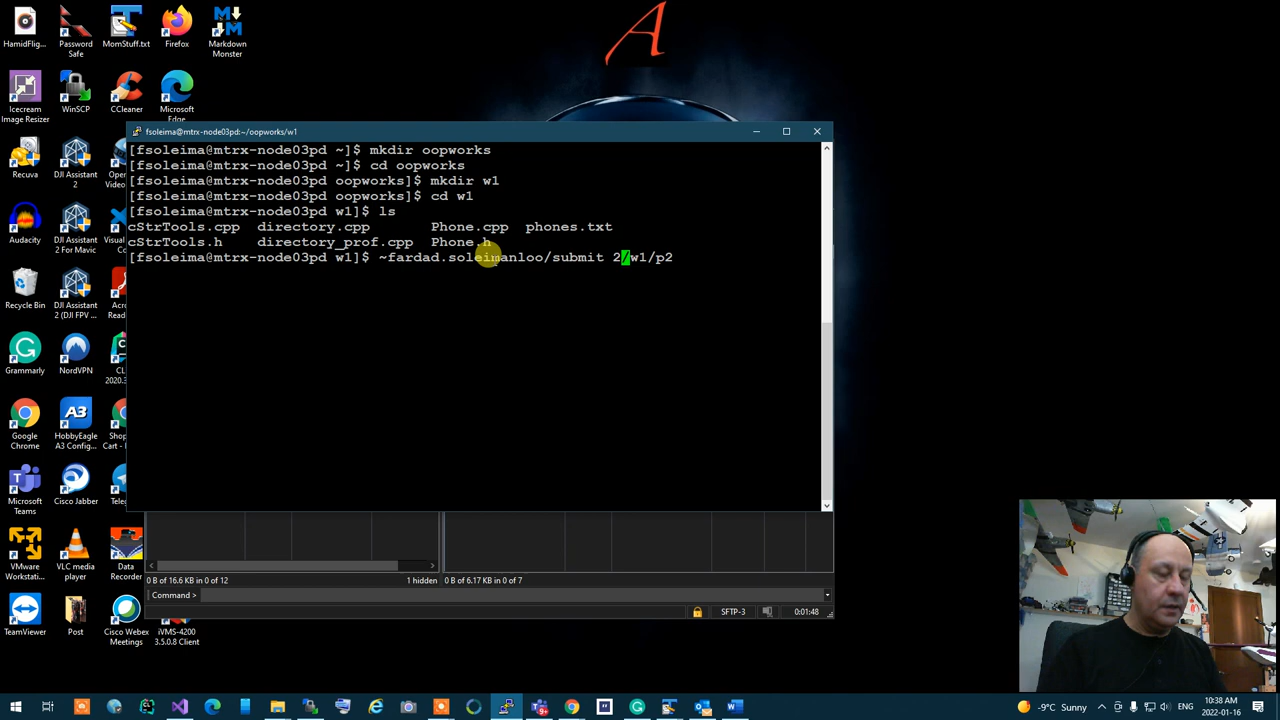 HamidFlig...
Password Safe
MomStuff.txt
Firefox
Markdown Monster
A
Icecream Image Resizer
WinSCP
CCleaner
Microsoft Edge
Recuva
DJI Assistant 2
Audacity
DJI Assistant 2 For Mavic
Recycle Bin
DJI Assistant 2 (DJI FPV ...
Grammarly
NordVPN
Google Chrome
A3
HobbyEagle A3 Config...
Microsoft Teams
Cisco Jabber
VMware Workstati...
VLC media player
Data Recorder
TeamViewer
Post
Cisco Webex Meetings
iVMS-4200 3.5.0.8 Client
fsoleima@mtrx-node03pd:~/oopworks/w1
[fsoleima@mtrx-node03pd ~]$ mkdir oopworks
[fsoleima@mtrx-node03pd ~]$ cd oopworks
[fsoleima@mtrx-node03pd oopworks]$ mkdir w1
[fsoleima@mtrx-node03pd oopworks]$ cd w1
[fsoleima@mtrx-node03pd w1]$ ls
cStrTools.cpp directory.cpp Phone.cpp phones.txt
cStrTools.h directory_prof.cpp Phone.h
[fsoleima@mtrx-node03pd w1]$ ~fardad.soleimanloo/submit 2/w1/p2
0 B of 16.6 KB in 0 of 12
1 hidden
0 B of 6.17 KB in 0 of 7
Command >
SFTP-3
0:01:48
-9°C Sunny
10:38 AM
2022-01-16